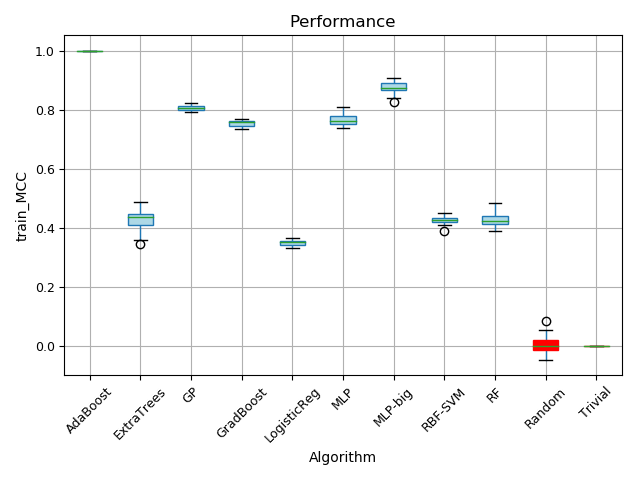 Performance
train_MCC
1.0
0.8
0.6
0.4
0.2
0.0
AdaBoost
ExtraTrees
GP
GradBoost
LogisticReg
MLP
MLP-big
RBF-SVM
RF
Random
Trivial
Algorithm